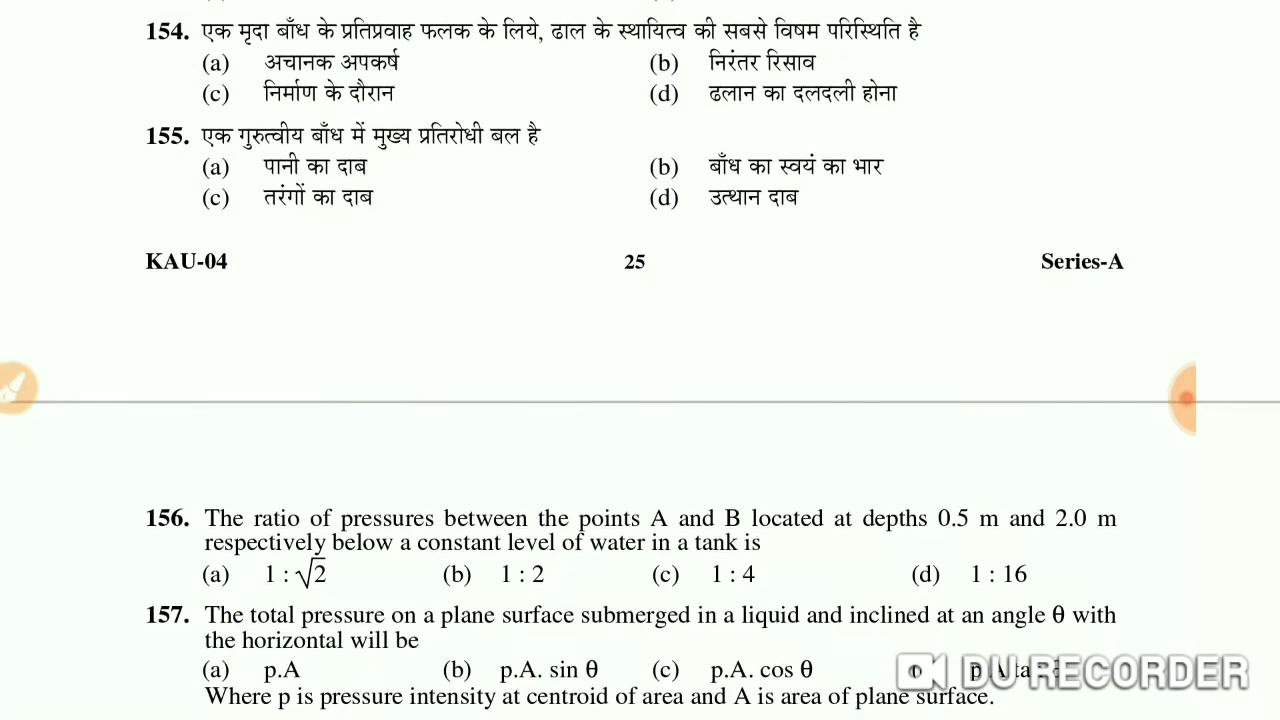 154. एक मृदा बाँध के प्रतिप्रवाह फलक के लिये, ढाल के स्थायित्व की सबसे विषम परिस्थिति है
(a) अचानक अपकर्ष (b) निरंतर रिसाव
(c) निर्माण के दौरान (d) ढलान का दलदली होना
155. एक गुरुत्वीय बाँध में मुख्य प्रतिरोधी बल है
(a) पानी का दाब (b) बाँध का स्वयं का भार
(c) तरंगों का दाब (d) उत्थान दाब
KAU-04 25 Series-A
156. The ratio of pressures between the points A and B located at depths 0.5 m and 2.0 m
respectively below a constant level of water in a tank is
(a) 1 : √2 (b) 1 : 2 (c) 1 : 4 (d) 1 : 16
157. The total pressure on a plane surface submerged in a liquid and inclined at an angle θ with
the horizontal will be
(a) p.A (b) p.A. sin θ (c) p.A. cos θ
DU RECORDER
Where p is pressure intensity at centroid of area and A is area of plane surface.